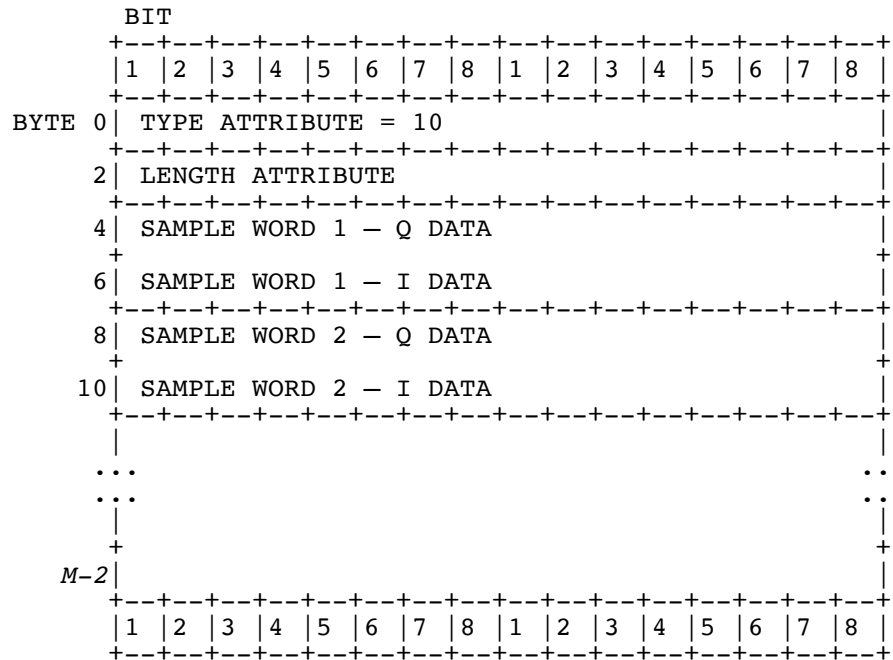 BIT
+--+--+--+--+--+--+--+--+--+--+--+--+--+--+--+--+
|1 |2 |3 |4 |5 |6 |7 |8 |1 |2 |3 |4 |5 |6 |7 |8 |
+--+--+--+--+--+--+--+--+--+--+--+--+--+--+--+--+
BYTE 0| TYPE ATTRIBUTE = 10 |
+--+--+--+--+--+--+--+--+--+--+--+--+--+--+--+--+
2| LENGTH ATTRIBUTE |
+--+--+--+--+--+--+--+--+--+--+--+--+--+--+--+--+
4| SAMPLE WORD 1 – Q DATA |
+ +
6| SAMPLE WORD 1 – I DATA |
+--+--+--+--+--+--+--+--+--+--+--+--+--+--+--+--+
8| SAMPLE WORD 2 – Q DATA |
+ +
10| SAMPLE WORD 2 – I DATA |
+--+--+--+--+--+--+--+--+--+--+--+--+--+--+--+--+
| |
... ..
... ..
| |
+ +
M-2| |
+--+--+--+--+--+--+--+--+--+--+--+--+--+--+--+--+
|1 |2 |3 |4 |5 |6 |7 |8 |1 |2 |3 |4 |5 |6 |7 |8 |
+--+--+--+--+--+--+--+--+--+--+--+--+--+--+--+--+